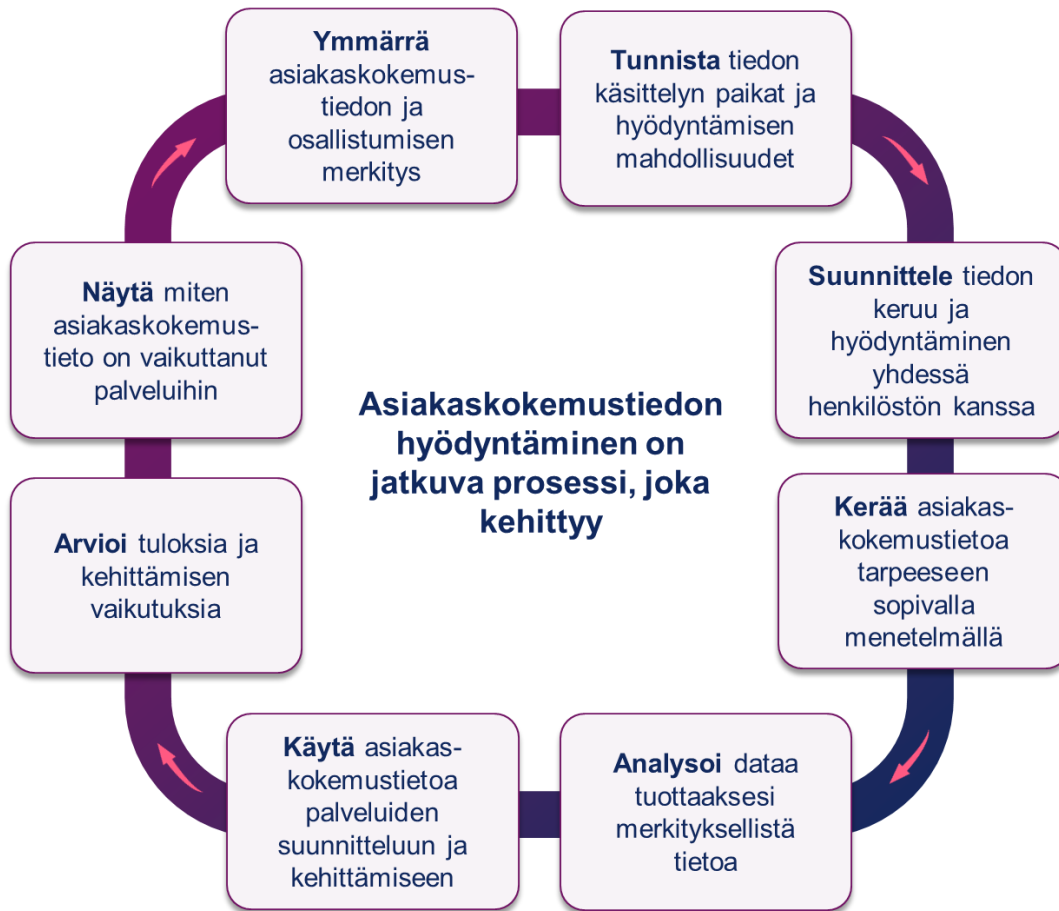 Ymmärrä
asiakaskokemus-
tiedon ja
osallistumisen
merkitys
Tunnista tiedon
käsittelyn paikat ja
hyödyntämisen
mahdollisuudet
Suunnittele tiedon
keruu ja
hyödyntäminen
yhdessä
henkilöstön kanssa
Kerää asiakas-
kokemustietoa
tarpeeseen
sopivalla
menetelmällä
Analysoi dataa
tuottaaksesi
merkityksellistä
tietoa
Käytä asiakas-
kokemustietoa
palveluiden
suunnitteluun ja
kehittämiseen
Arvioi tuloksia ja
kehittämisen
vaikutuksia
Näytä miten
asiakaskokemus-
tieto on vaikuttanut
palveluihin
Asiakaskokemustiedon
hyödyntäminen on
jatkuva prosessi, joka
kehittyy